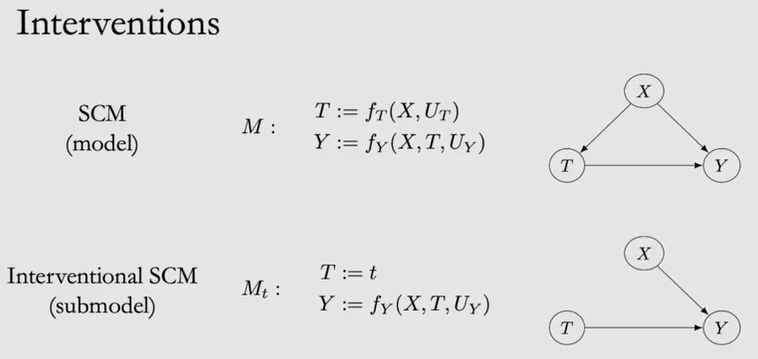 Interventions
SCM
(model)
M :
T := f_T(X, U_T)
Y := f_Y(X, T, U_Y)
X
T
Y
Interventional SCM
(submodel)
M_t :
T := t
Y := f_Y(X, T, U_Y)
X
T
Y